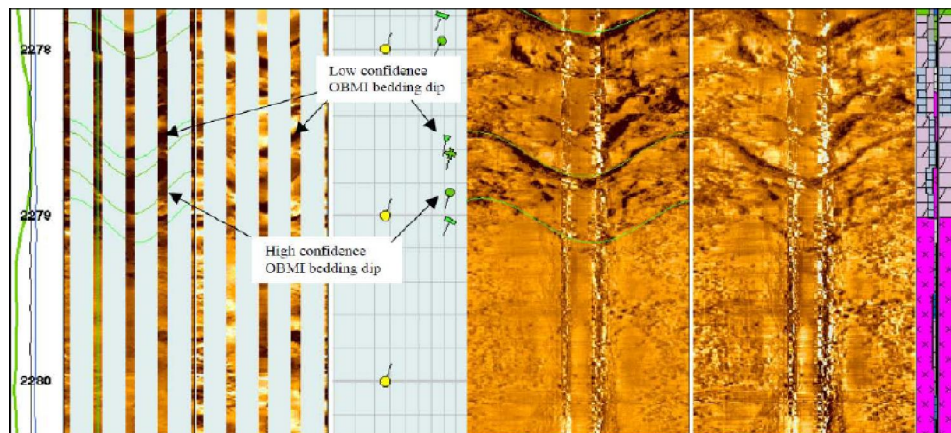 2278
Low confidence
OBMI bedding dip
2279
High confidence
OBMI bedding dip
2280